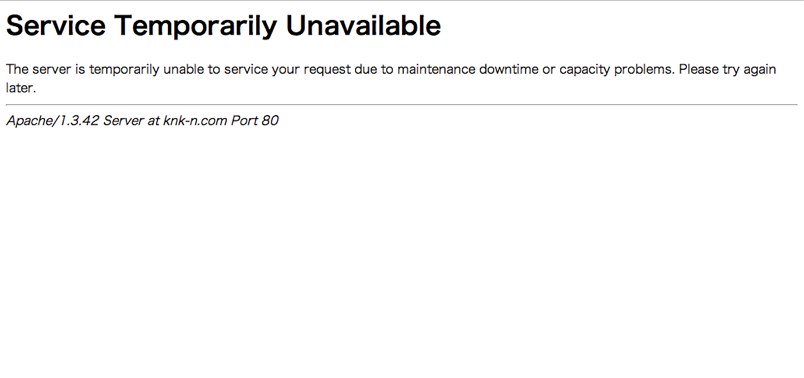 Service Temporarily Unavailable
The server is temporarily unable to service your request due to maintenance downtime or capacity problems. Please try again
later.
Apache/1.3.42 Server at knk-n.com Port 80